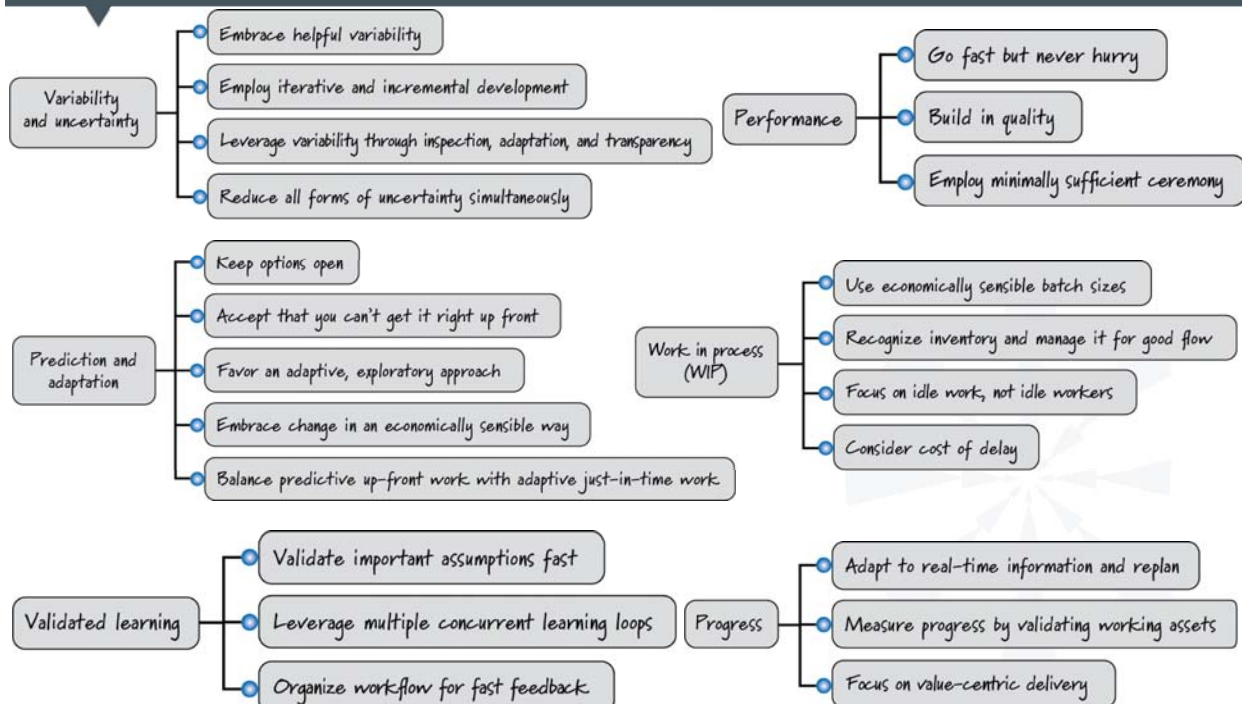 Variability
and uncertainty
Embrace helpful variability
Employ iterative and incremental development
Leverage variability through inspection, adaptation, and transparency
Reduce all forms of uncertainty simultaneously
Performance
Go fast but never hurry
Build in quality
Employ minimally sufficient ceremony
Prediction and
adaptation
Keep options open
Accept that you can't get it right up front
Favor an adaptive, exploratory approach
Embrace change in an economically sensible way
Balance predictive up-front work with adaptive just-in-time work
Work in process
(WIP)
Use economically sensible batch sizes
Recognize inventory and manage it for good flow
Focus on idle work, not idle workers
Consider cost of delay
Validated learning
Validate important assumptions fast
Leverage multiple concurrent learning loops
Organize workflow for fast feedback
Progress
Adapt to real-time information and replan
Measure progress by validating working assets
Focus on value-centric delivery